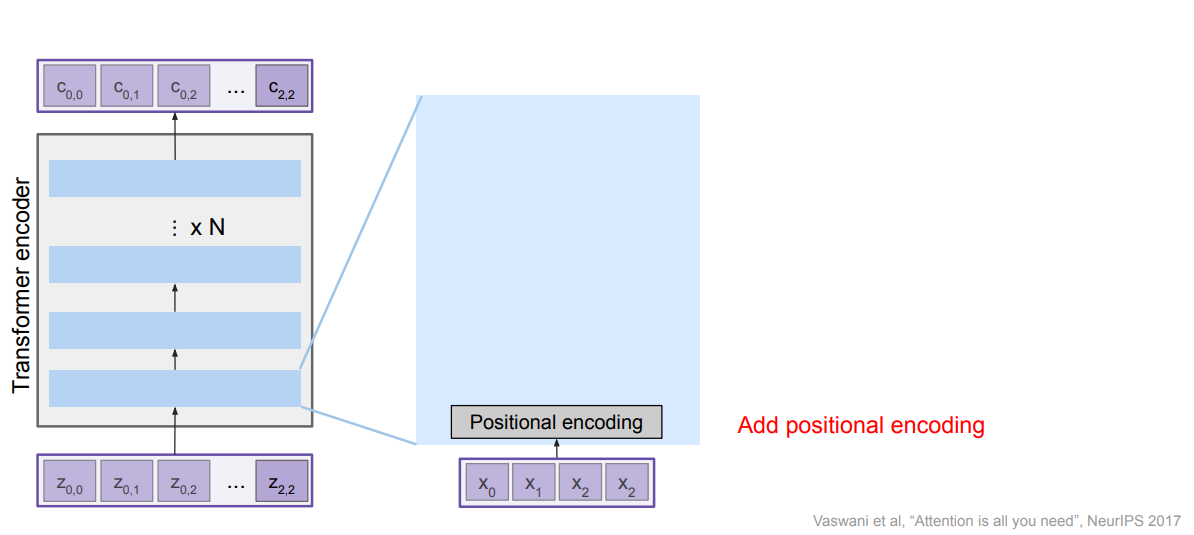 c0,0 c0,1 c0,2 ... c2,2
Transformer encoder
⋮ x N
z0,0 z0,1 z0,2 ... z2,2
Positional encoding
Add positional encoding
x0 x1 x2 x2
Vaswani et al, “Attention is all you need”, NeurIPS 2017